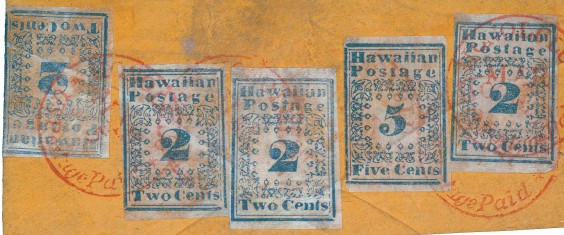 Two Cents
2
Hawaiian
Postage
2
Two Cents
Hawaiian
Postage
2
Two Cents
Hawaiian
Postage
5
Five Cents
Hawaiian
Postage
2
Two Cents
Paid